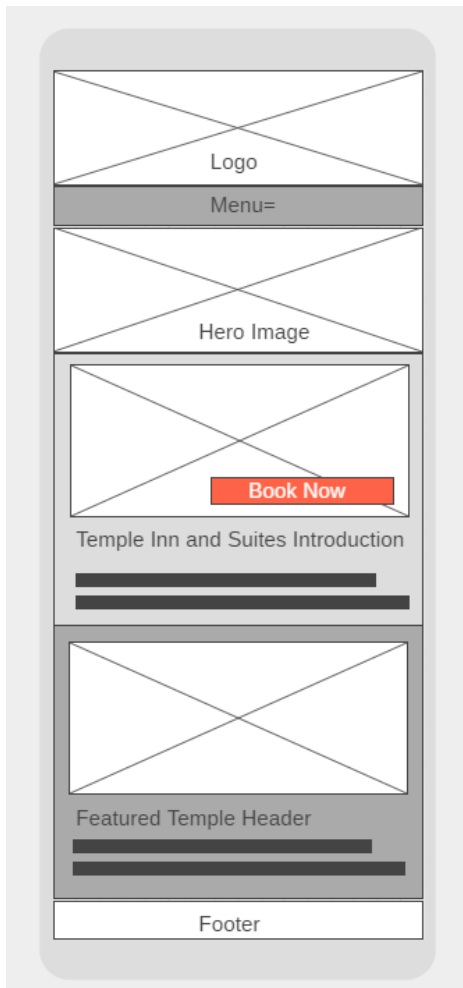 Logo
Menu=
Hero Image
Book Now
Temple Inn and Suites Introduction
Featured Temple Header
Footer